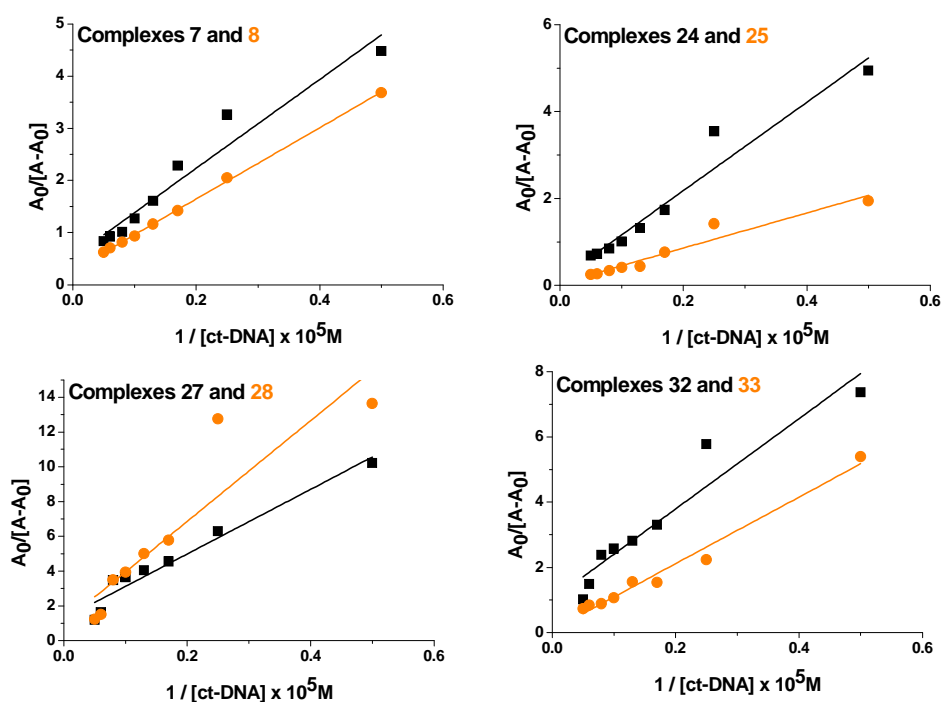 Complexes 7 and 8
A0/[A-A0]
5
4
3
2
1
0
0.0 0.2 0.4 0.6
1 / [ct-DNA] x 10^5M
Complexes 24 and 25
A0/[A-A0]
6
4
2
0
0.0 0.2 0.4 0.6
1 / [ct-DNA] x 10^5M
Complexes 27 and 28
A0/[A-A0]
14
12
10
8
6
4
2
0
0.0 0.2 0.4 0.6
1 / [ct-DNA] x 10^5M
Complexes 32 and 33
A0/[A-A0]
8
6
4
2
0
0.0 0.2 0.4 0.6
1 / [ct-DNA] x 10^5M